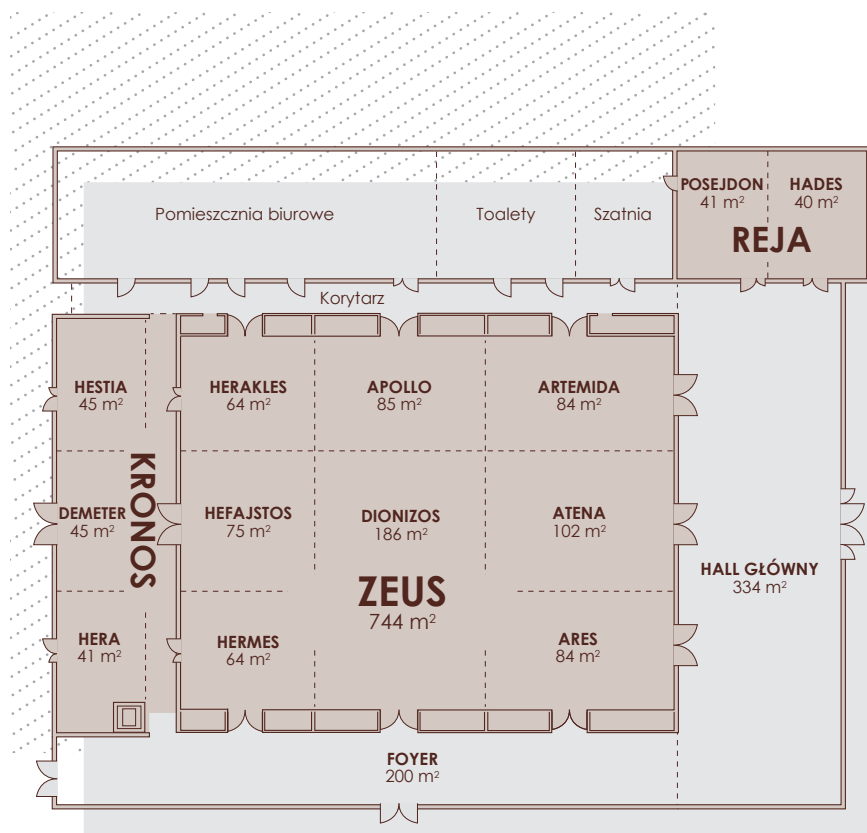 POSEJDON
41 m²
HADES
40 m²
REJA
Pomieszcznia biurowe
Toalety
Szatnia
Korytarz
HESTIA
45 m²
HERAKLES
64 m²
APOLLO
85 m²
ARTEMIDA
84 m²
KRONOS
DEMETER
45 m²
HEFAJSTOS
75 m²
DIONIZOS
186 m²
ATENA
102 m²
HALL GŁÓWNY
334 m²
ZEUS
744 m²
HERA
41 m²
HERMES
64 m²
ARES
84 m²
FOYER
200 m²